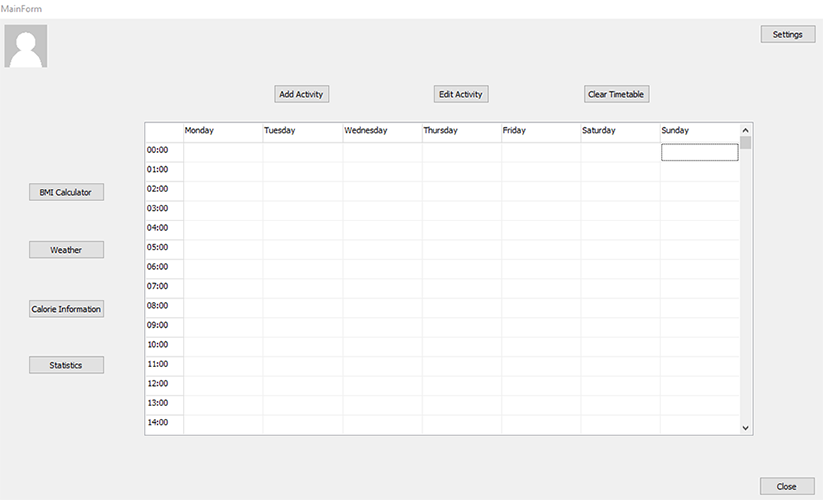 MainForm
Settings
Add Activity Edit Activity Clear Timetable
Monday Tuesday Wednesday Thursday Friday Saturday Sunday
00:00
01:00
02:00
BMI Calculator
03:00
04:00
05:00
Weather
06:00
07:00
08:00
Calorie Information
09:00
10:00
11:00
Statistics
12:00
13:00
14:00
Close